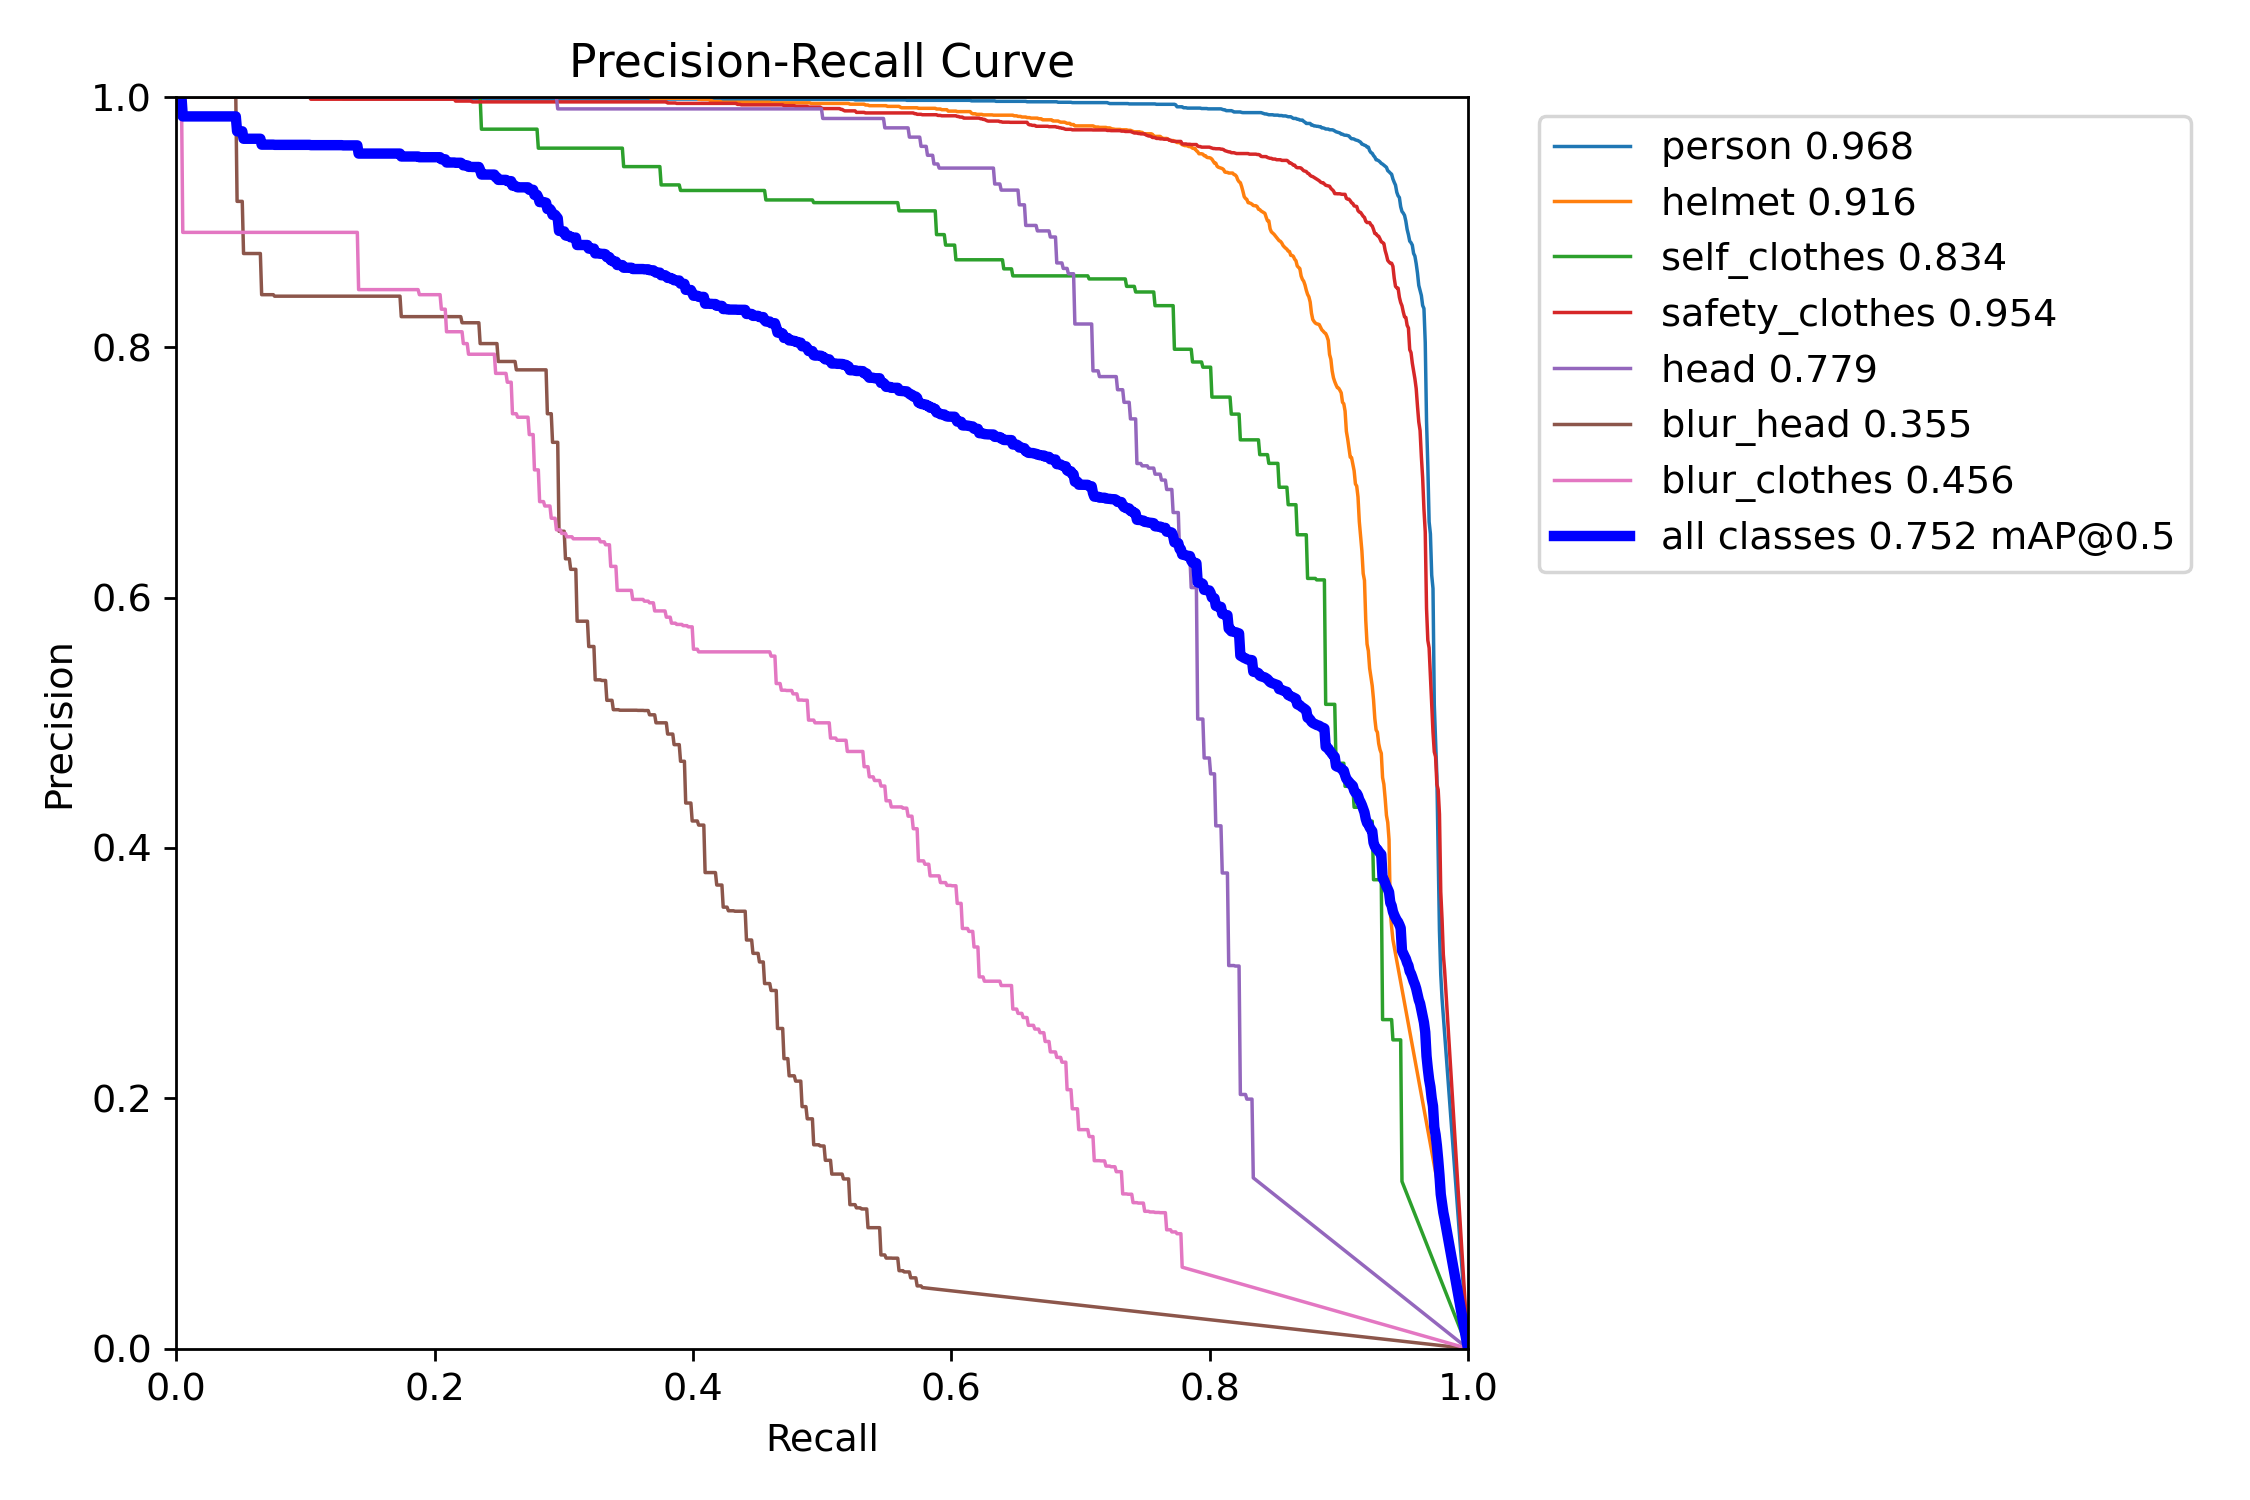 Precision-Recall Curve
1.0
0.8
0.6
0.4
0.2
0.0
Precision
0.0 0.2 0.4 0.6 0.8 1.0
Recall
person 0.968
helmet 0.916
self_clothes 0.834
safety_clothes 0.954
head 0.779
blur_head 0.355
blur_clothes 0.456
all classes 0.752 mAP@0.5